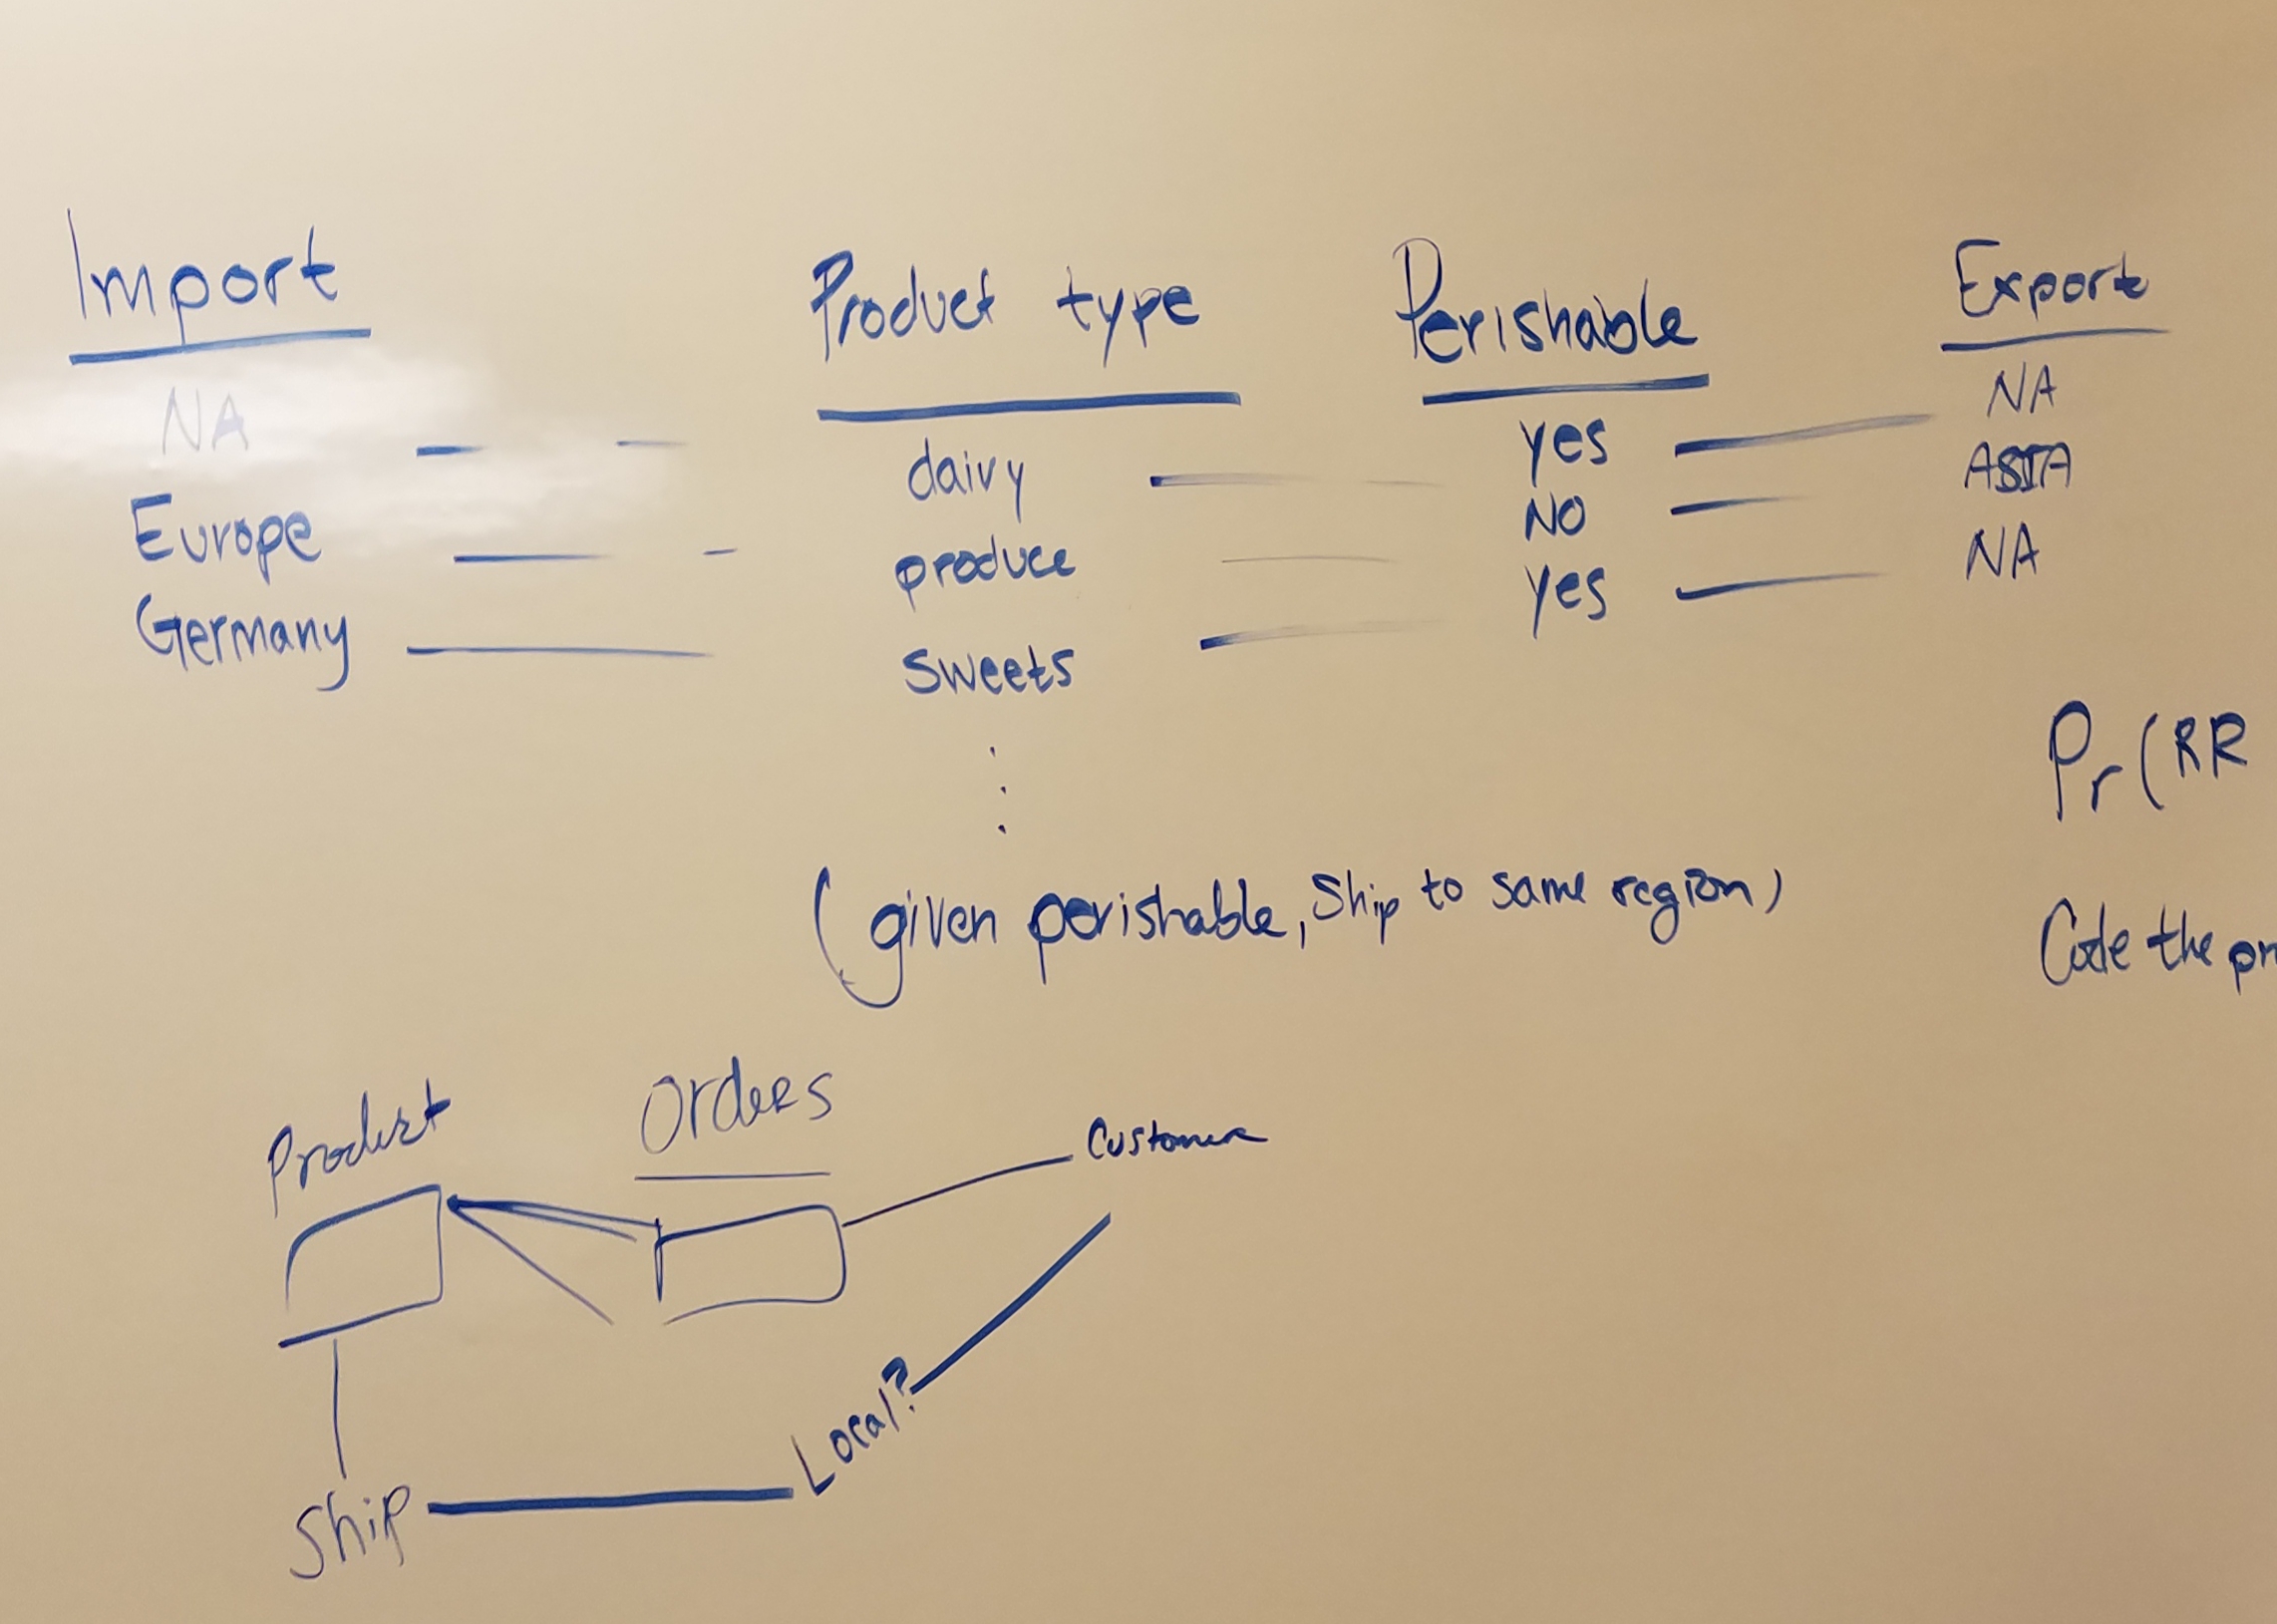 Import Product type Perishable Export
NA dairy yes NA
Europe produce NO ASIA
Germany sweets yes NA
Pr(RR
(given perishable, Ship to same region)
Code the pr
Product Orders Customer
Local?
Ship